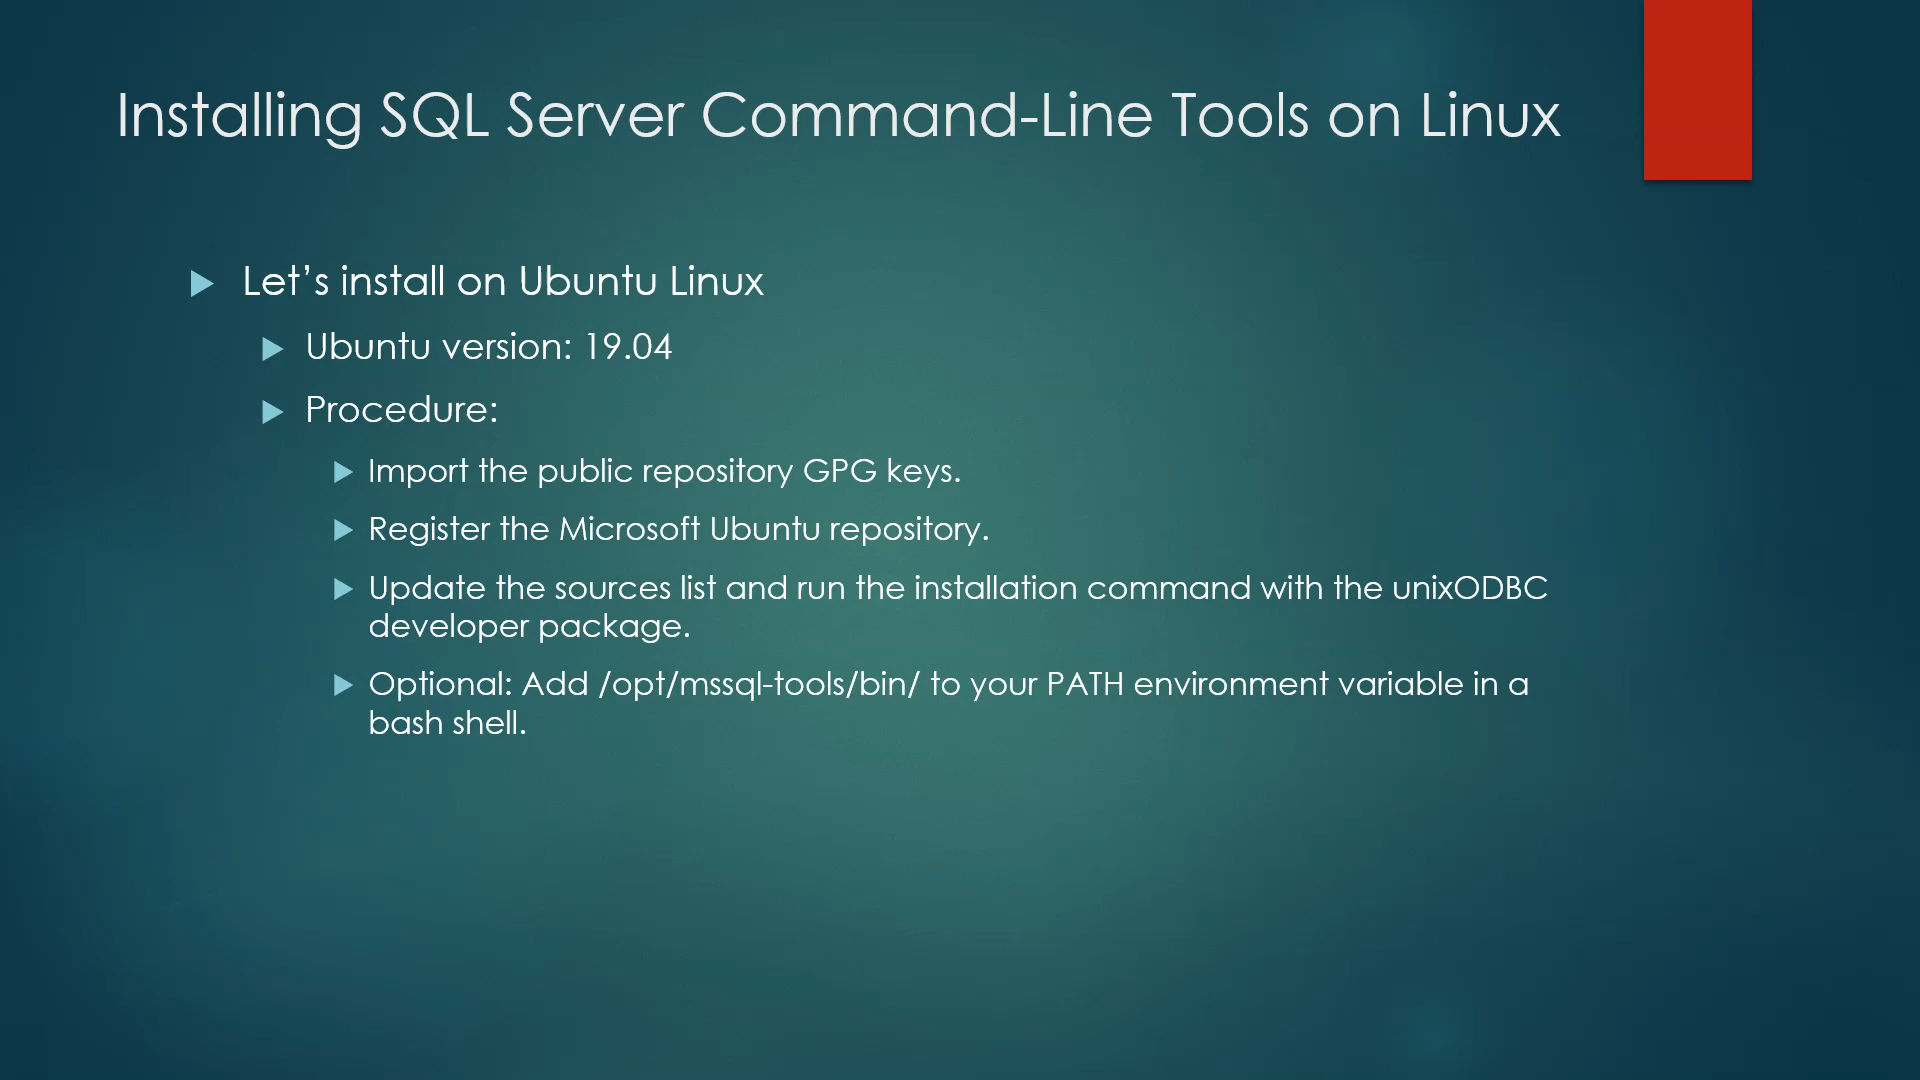 Installing SQL Server Command-Line Tools on Linux
Let’s install on Ubuntu Linux
Ubuntu version: 19.04
Procedure:
Import the public repository GPG keys.
Register the Microsoft Ubuntu repository.
Update the sources list and run the installation command with the unixODBC
developer package.
Optional: Add /opt/mssql-tools/bin/ to your PATH environment variable in a
bash shell.